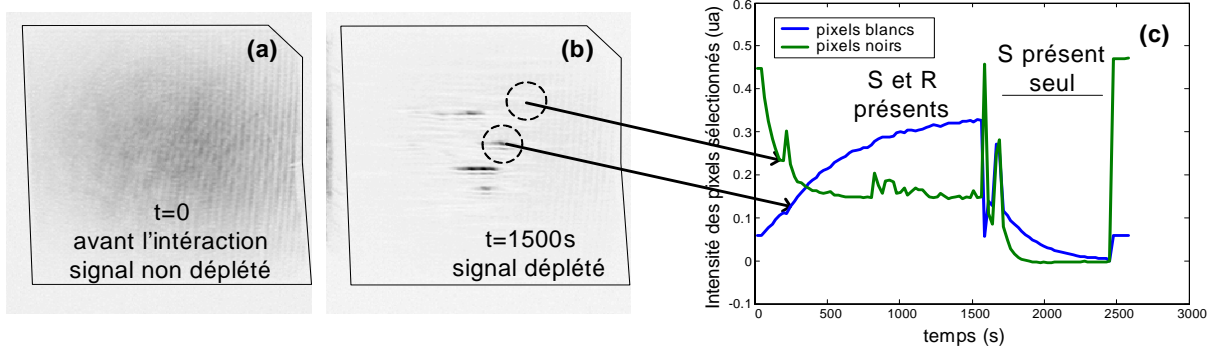 (a)
t=0
avant l'intéraction
signal non déplété
(b)
t=1500s
signal déplété
Intensité des pixels sélectionnés (ua)
0.6
0.5
0.4
0.3
0.2
0.1
0
-0.1
pixels blancs
pixels noirs
(c)
S et R
présents
S présent
seul
0
500
1000
1500
2000
2500
3000
temps (s)